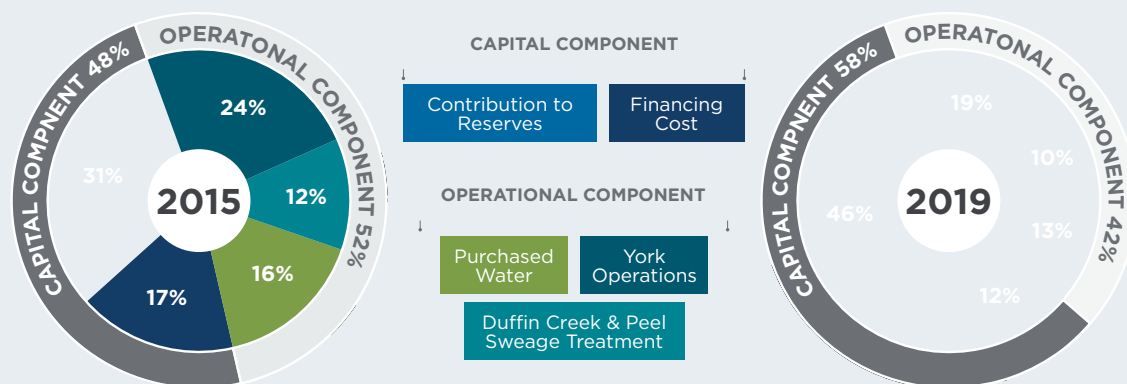 CAPITAL COMPNENT 48%
OPERATONAL COMPONENT 52%
24%
31%
12%
2015
16%
17%
CAPITAL COMPONENT
Contribution to
Reserves
Financing
Cost
OPERATIONAL COMPONENT
Purchased
Water
York
Operations
Duffin Creek & Peel
Sweage Treatment
CAPITAL COMPONENT 58%
OPERATONAL COMPONENT 42%
19%
10%
46%
2019
13%
12%